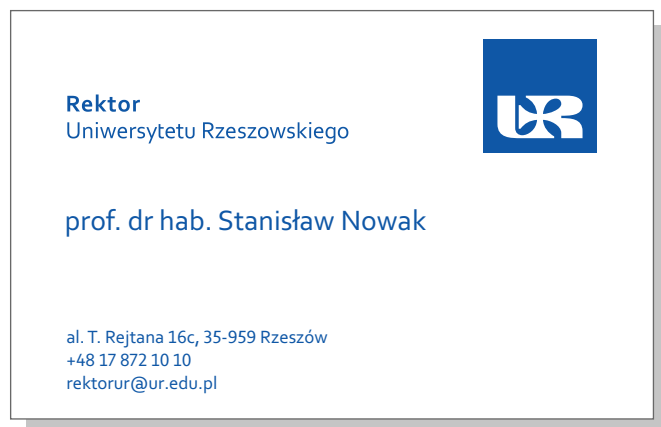 Rektor
Uniwersytetu Rzeszowskiego
UR
prof. dr hab. Stanisław Nowak
al. T. Rejtana 16c, 35-959 Rzeszów
+48 17 872 10 10
rektorur@ur.edu.pl